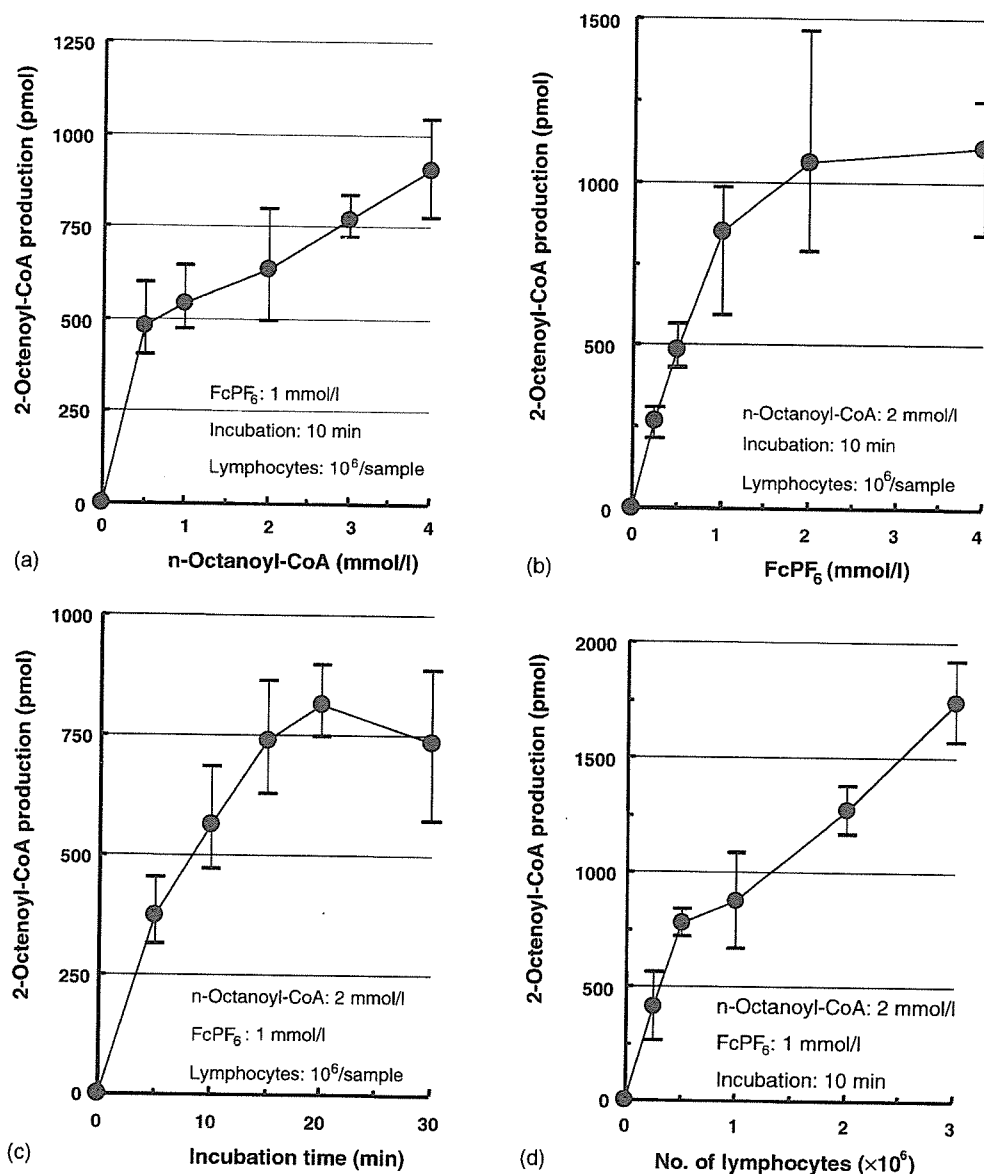 1250
1000
750
500
250
0
2-Octenoyl-CoA production (pmol)
FcPF₆: 1 mmol/l
Incubation: 10 min
Lymphocytes: 10⁶/sample
0 1 2 3 4
(a) n-Octanoyl-CoA (mmol/l)
1500
1000
500
0
2-Octenoyl-CoA production (pmol)
n-Octanoyl-CoA: 2 mmol/l
Incubation: 10 min
Lymphocytes: 10⁶/sample
0 1 2 3 4
(b) FcPF₆ (mmol/l)
1000
750
500
250
0
2-Octenoyl-CoA production (pmol)
n-Octanoyl-CoA: 2 mmol/l
FcPF₆: 1 mmol/l
Lymphocytes: 10⁶/sample
0 10 20 30
(c) Incubation time (min)
2000
1500
1000
500
0
2-Octenoyl-CoA production (pmol)
n-Octanoyl-CoA: 2 mmol/l
FcPF₆: 1 mmol/l
Incubation: 10 min
0 1 2 3
(d) No. of lymphocytes (×10⁶)